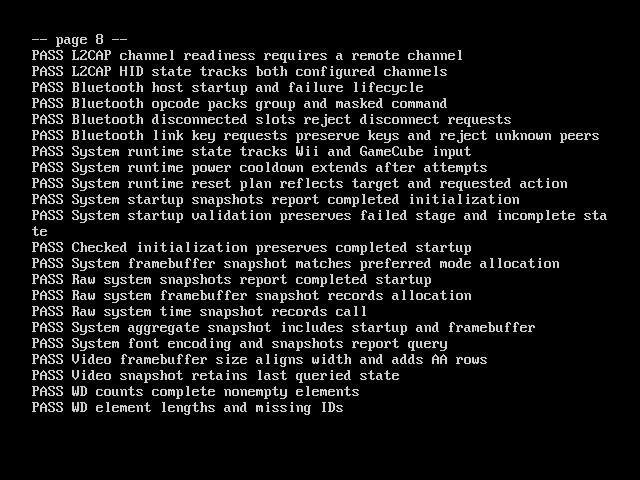 -- page 8 --
PASS L2CAP channel readiness requires a remote channel
PASS L2CAP HID state tracks both configured channels
PASS Bluetooth host startup and failure lifecycle
PASS Bluetooth opcode packs group and masked command
PASS Bluetooth disconnected slots reject disconnect requests
PASS Bluetooth link key requests preserve keys and reject unknown peers
PASS System runtime state tracks Wii and GameCube input
PASS System runtime power cooldown extends after attempts
PASS System runtime reset plan reflects target and requested action
PASS System startup snapshots report completed initialization
PASS System startup validation preserves failed stage and incomplete sta
te
PASS Checked initialization preserves completed startup
PASS System framebuffer snapshot matches preferred mode allocation
PASS Raw system snapshots report completed startup
PASS Raw system framebuffer snapshot records allocation
PASS Raw system time snapshot records call
PASS System aggregate snapshot includes startup and framebuffer
PASS System font encoding and snapshots report query
PASS Video framebuffer size aligns width and adds AA rows
PASS Video snapshot retains last queried state
PASS WD counts complete nonempty elements
PASS WD element lengths and missing IDs